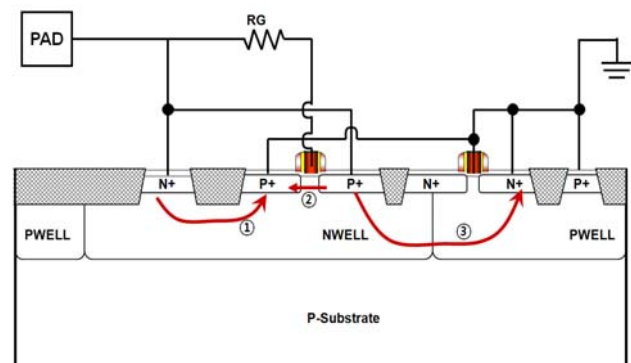 PAD
RG
N+ P+ P+ N+ N+ P+
② 
① ③
PWELL NWELL PWELL
P-Substrate